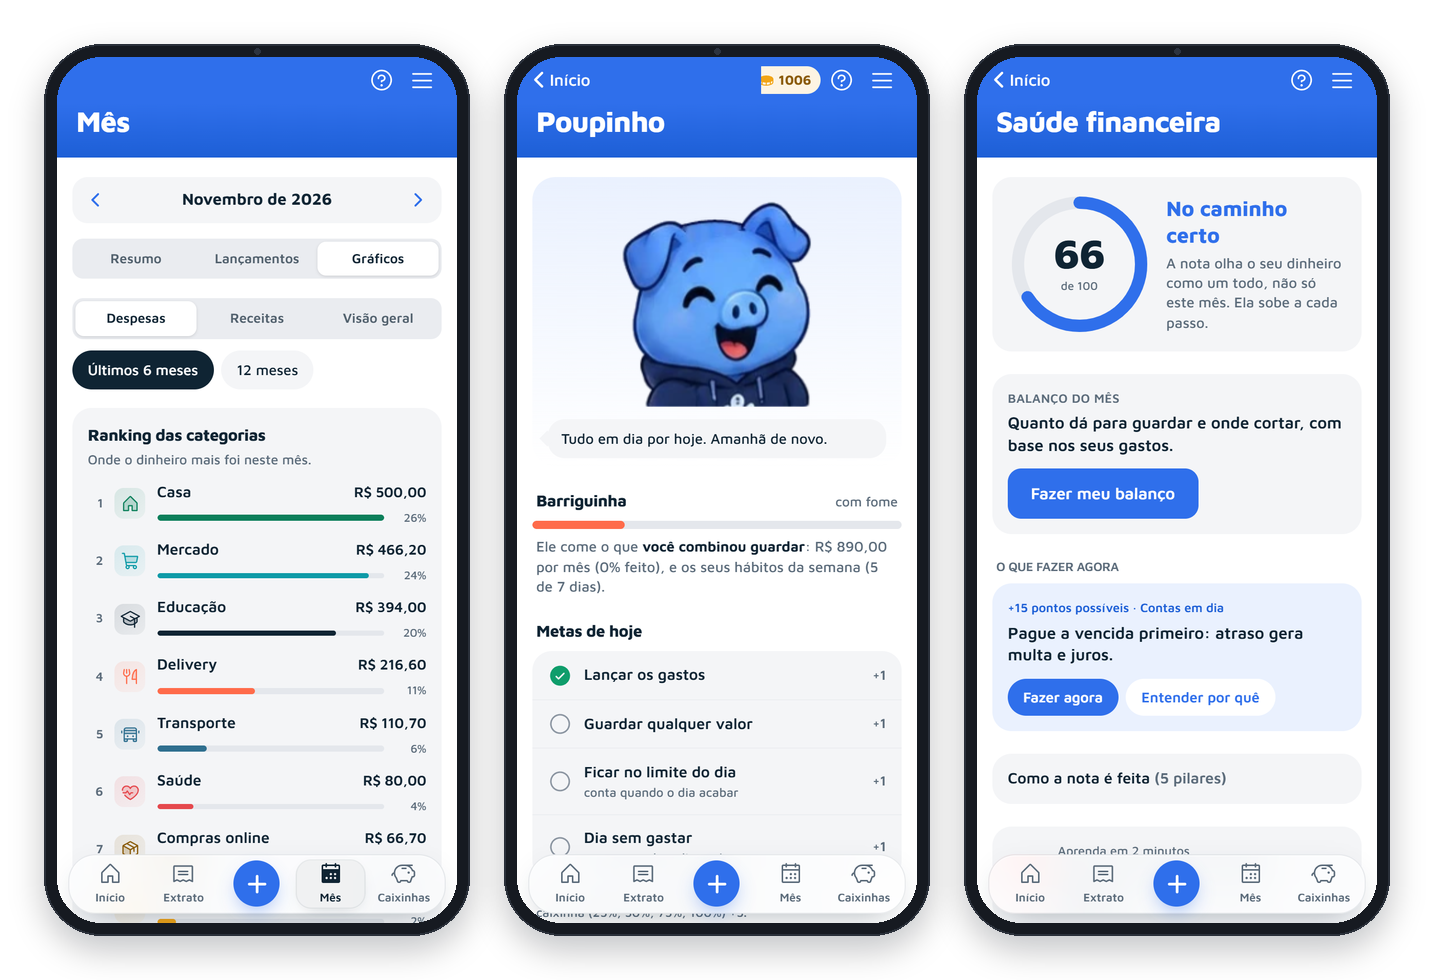 Mês
Novembro de 2026
Resumo
Lançamentos
Gráficos
Despesas
Receitas
Visão geral
Últimos 6 meses
12 meses
Ranking das categorias
Onde o dinheiro mais foi neste mês.
1
Casa
R$ 500,00
26%
2
Mercado
R$ 466,20
24%
3
Educação
R$ 394,00
20%
4
Delivery
R$ 216,60
11%
5
Transporte
R$ 110,70
6%
6
Saúde
R$ 80,00
4%
7
Compras online
R$ 66,70
Início
Extrato
Mês
Caixinhas
2%
Início
1006
Poupinho
Tudo em dia por hoje. Amanhã de novo.
Barriguinha
com fome
Ele come o que você combinou guardar: R$ 890,00
por mês (0% feito), e os seus hábitos da semana (5
de 7 dias).
Metas de hoje
Lançar os gastos
+1
Guardar qualquer valor
+1
Ficar no limite do dia
conta quando o dia acabar
+1
Dia sem gastar
+1
Início
Extrato
Mês
Caixinhas
caixinha (25%, 50%, 75%, 100%) +5.
Início
Saúde financeira
66
de 100
No caminho
certo
A nota olha o seu dinheiro
como um todo, não só
este mês. Ela sobe a cada
passo.
BALANÇO DO MÊS
Quanto dá para guardar e onde cortar, com
base nos seus gastos.
Fazer meu balanço
O QUE FAZER AGORA
+15 pontos possíveis · Contas em dia
Pague a vencida primeiro: atraso gera
multa e juros.
Fazer agora
Entender por quê
Como a nota é feita (5 pilares)
Aprenda em 2 minutos
Início
Extrato
Mês
Caixinhas